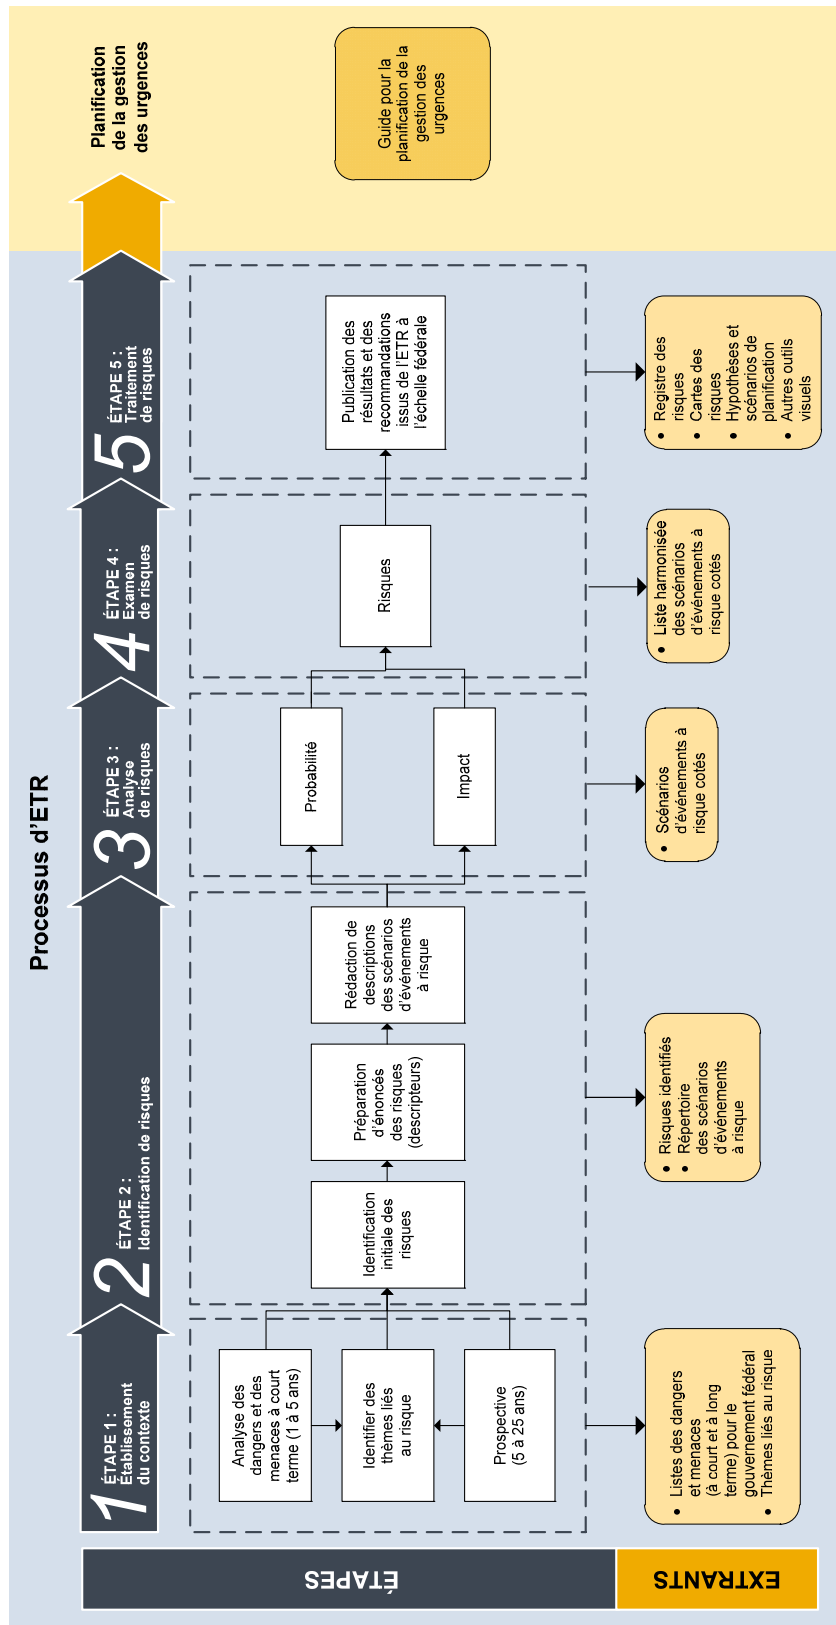 Processus d'ETR
1
ÉTAPE 1 :
Établissement
du contexte
2
ÉTAPE 2 :
Identification de risques
3
ÉTAPE 3 :
Analyse
de risques
4
ÉTAPE 4 :
Examen
de risques
5
ÉTAPE 5 :
Traitement
de risques
Planification
de la gestion
des urgences
ÉTAPES
Analyse des
dangers et des
menaces à court
terme (1 à 5 ans)
Identifier des
thèmes liés
au risque
Prospective
(5 à 25 ans)
Identification
initiale des
risques
Préparation
d'énoncés
des risques
(descripteurs)
Rédaction de
descriptions
des scénarios
d'événements
à risque
Probabilité
Impact
Risques
Publication des
résultats et des
recommandations
issus de l'ETR à
l'échelle fédérale
Guide pour la
planification de la
gestion des
urgences
EXTRANTS
• Listes des dangers
et menaces
(à court et à long
terme) pour le
gouvernement fédéral
• Thèmes liés au risque
• Risques identifiés
• Répertoire
des scénarios
d'événements
à risque
• Scénarios
d'événements à
risque cotés
• Liste harmonisée
des scénarios
d'événements à
risque cotés
• Registre des
risques
• Cartes des
risques
• Hypothèses et
scénarios de
planification
• Autres outils
visuels